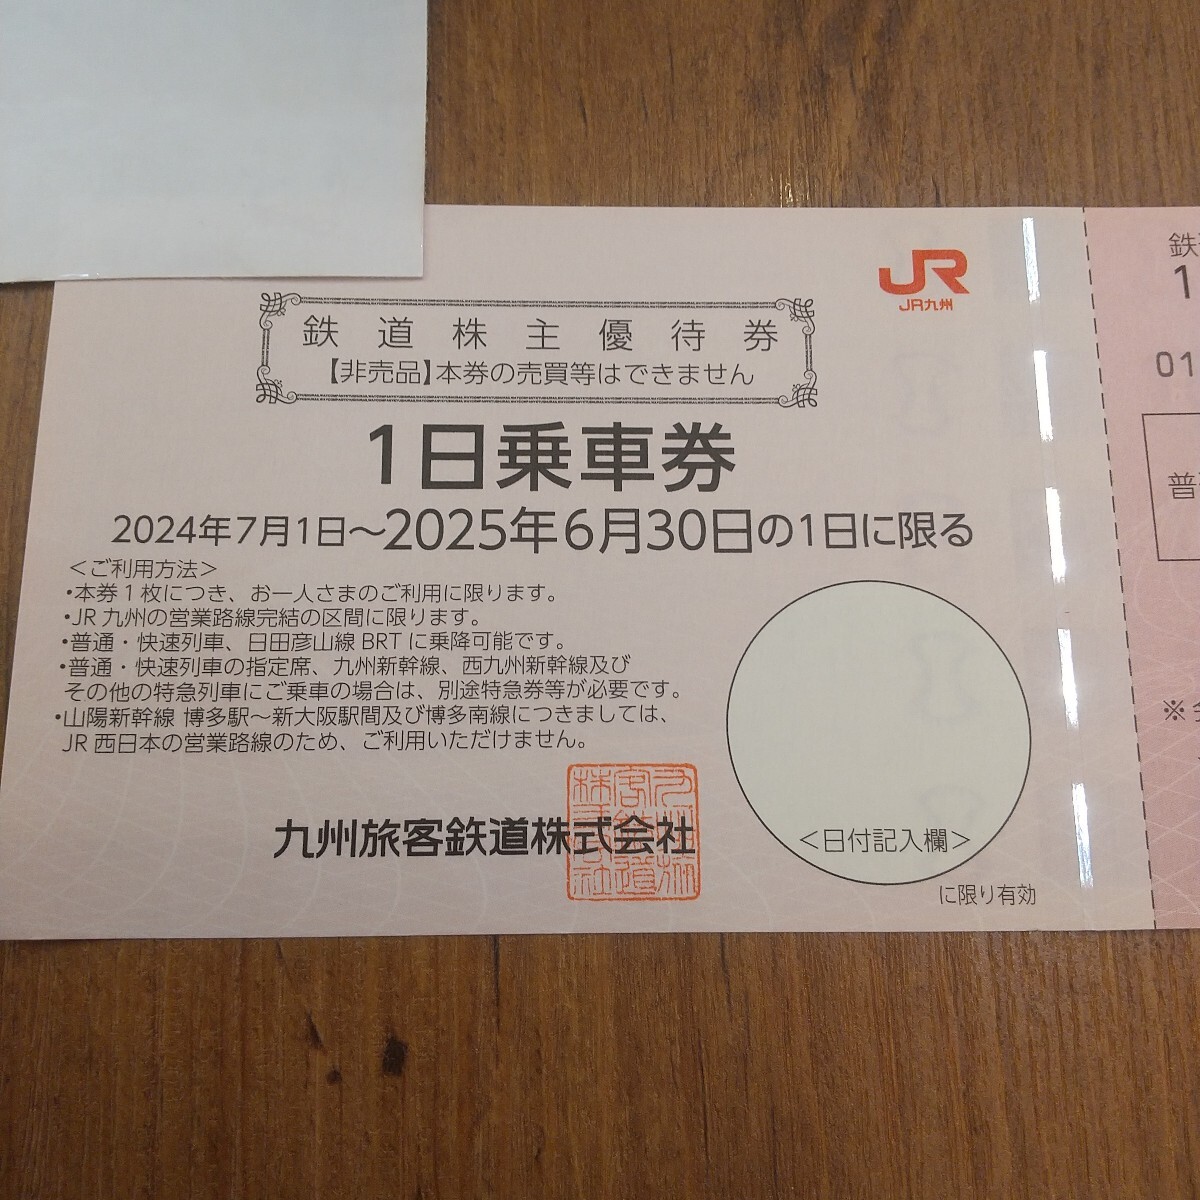 JR
JR九州
鉄道株主優待券
【非売品】本券の売買等はできません
1日乗車券
2024年7月1日～2025年6月30日の1日に限る
＜ご利用方法＞
・本券1枚につき、お一人さまのご利用に限ります。
・JR九州の営業路線完結の区間に限ります。
・普通・快速列車、日田彦山線BRTに乗降可能です。
・普通・快速列車の指定席、九州新幹線、西九州新幹線及び
その他の特急列車にご乗車の場合は、別途特急券等が必要です。
・山陽新幹線 博多駅～新大阪駅間及び博多南線につきましては、
JR西日本の営業路線のため、ご利用いただけません。
九州旅客鉄道株式会社
＜日付記入欄＞
に限り有効
鉄
1
01
普
※